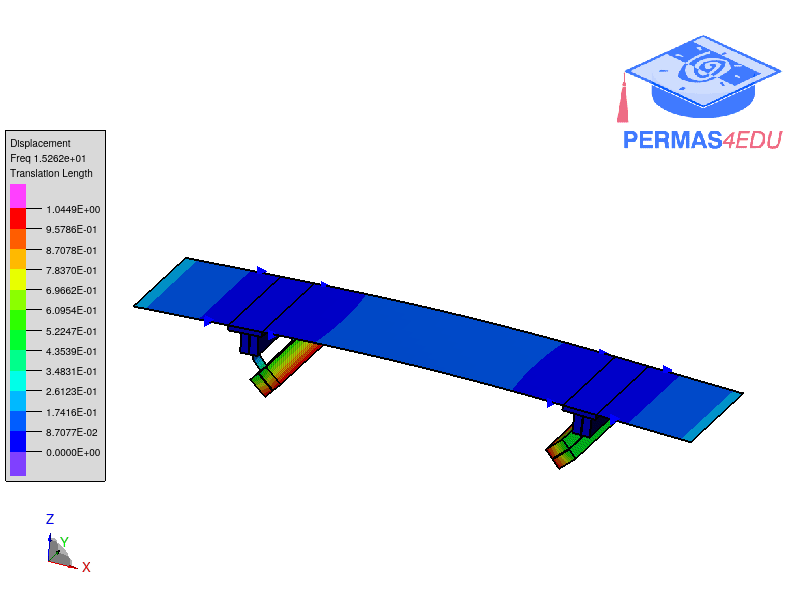 PERMAS4EDU
Displacement
Freq 1.5262e+01
Translation Length
1.0449E+00
9.5786E-01
8.7078E-01
7.8370E-01
6.9662E-01
6.0954E-01
5.2247E-01
4.3539E-01
3.4831E-01
2.6123E-01
1.7416E-01
8.7077E-02
0.0000E+00
Z
Y
X